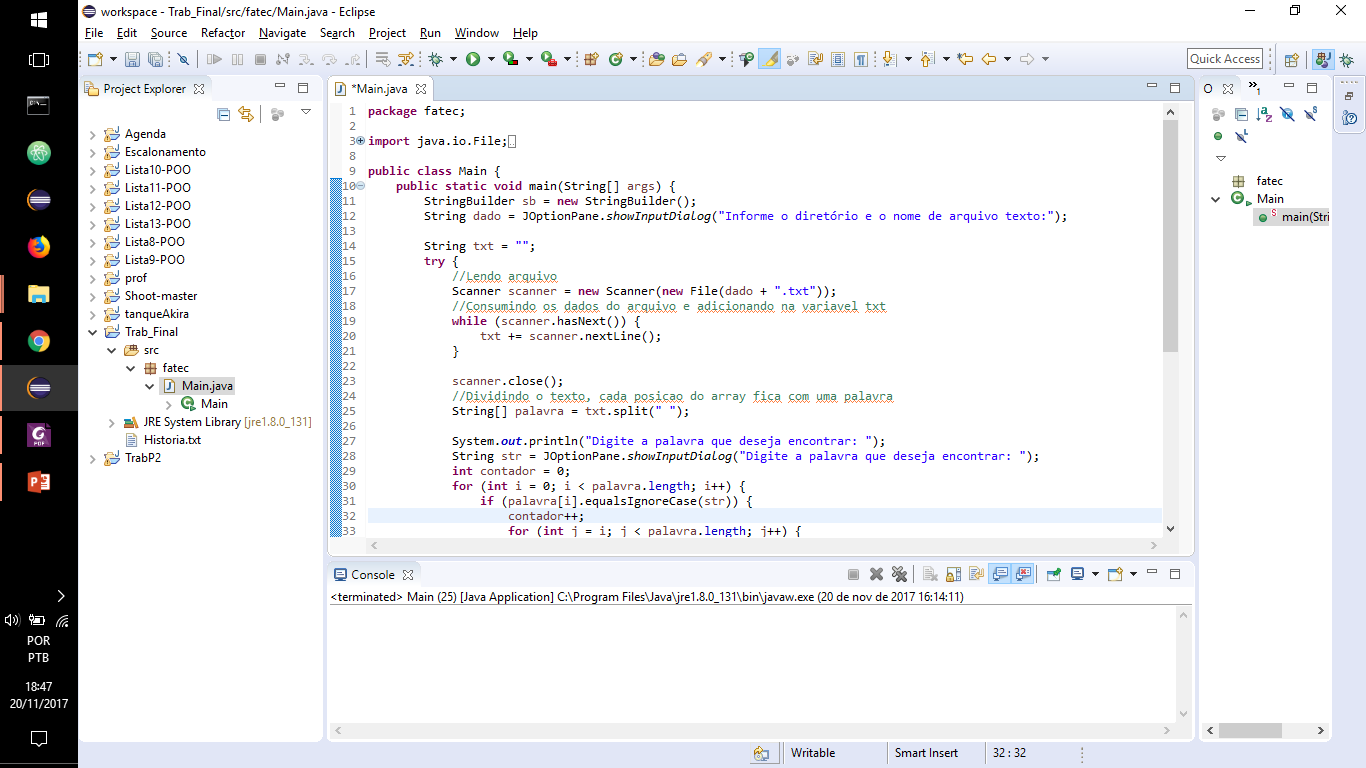 workspace - Trab_Final/src/fatec/Main.java - Eclipse
File Edit Source Refactor Navigate Search Project Run Window Help
Quick Access
Project Explorer
Agenda
Escalonamento
Lista10-POO
Lista11-POO
Lista12-POO
Lista13-POO
Lista8-POO
Lista9-POO
prof
Shoot-master
tanqueAkira
Trab_Final
src
fatec
Main.java
Main
JRE System Library [jre1.8.0_131]
Historia.txt
TrabP2
*Main.java
1 package fatec;
2
3 import java.io.File;
8
9 public class Main {
10 public static void main(String[] args) {
11 StringBuilder sb = new StringBuilder();
12 String dado = JOptionPane.showInputDialog("Informe o diretório e o nome de arquivo texto:");
13
14 String txt = "";
15 try {
16 //Lendo arquivo
17 Scanner scanner = new Scanner(new File(dado + ".txt"));
18 //Consumindo os dados do arquivo e adicionando na variavel txt
19 while (scanner.hasNext()) {
20 txt += scanner.nextLine();
21 }
22
23 scanner.close();
24 //Dividindo o texto, cada posicao do array fica com uma palavra
25 String[] palavra = txt.split(" ");
26
27 System.out.println("Digite a palavra que deseja encontrar: ");
28 String str = JOptionPane.showInputDialog("Digite a palavra que deseja encontrar: ");
29 int contador = 0;
30 for (int i = 0; i < palavra.length; i++) {
31 if (palavra[i].equalsIgnoreCase(str)) {
32 contador++;
33 for (int j = i; j < palavra.length; j++) {
O
1
fatec
Main
main(Stri
Console
<terminated> Main (25) [Java Application] C:\Program Files\Java\jre1.8.0_131\bin\javaw.exe (20 de nov de 2017 16:14:11)
Writable
Smart Insert
32 : 32
PDF
POR
PTB
18:47
20/11/2017